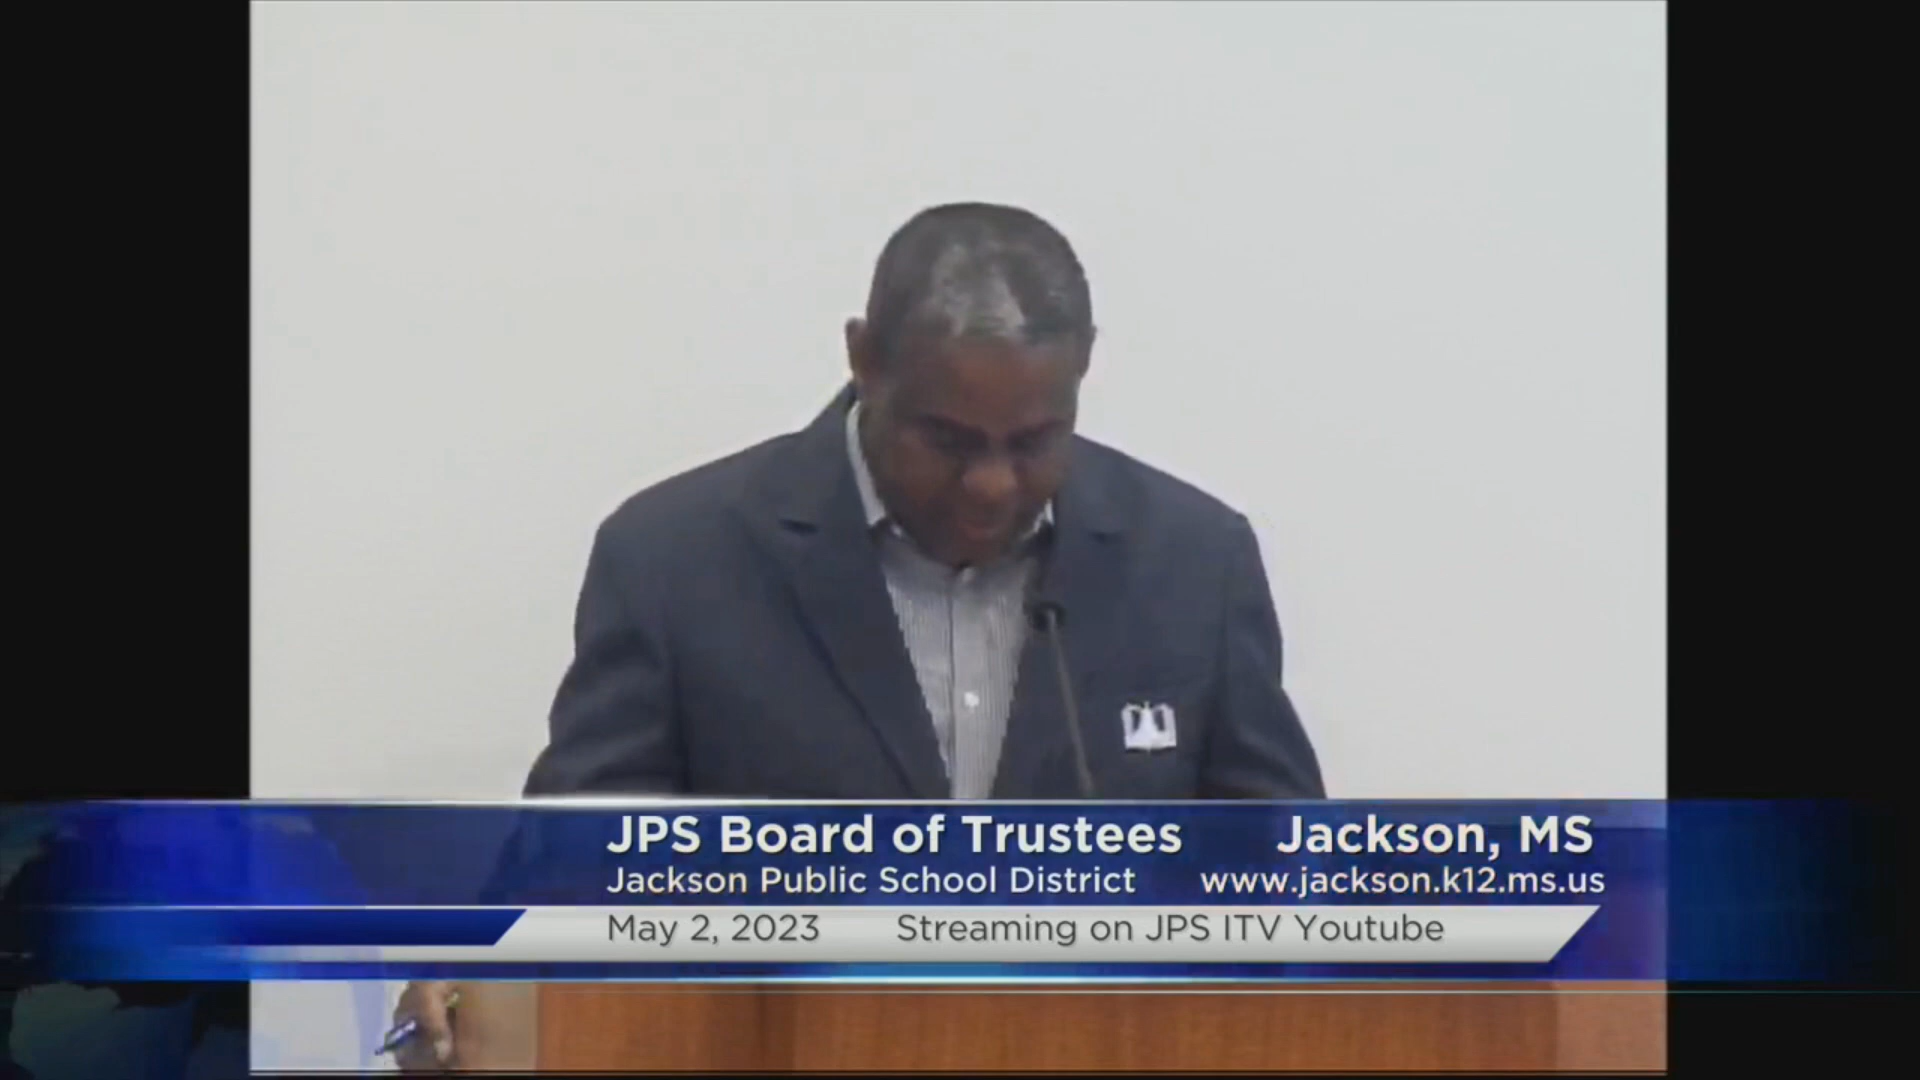 JPS Board of Trustees Jackson, MS
Jackson Public School District www.jackson.k12.ms.us
May 2, 2023 Streaming on JPS ITV Youtube